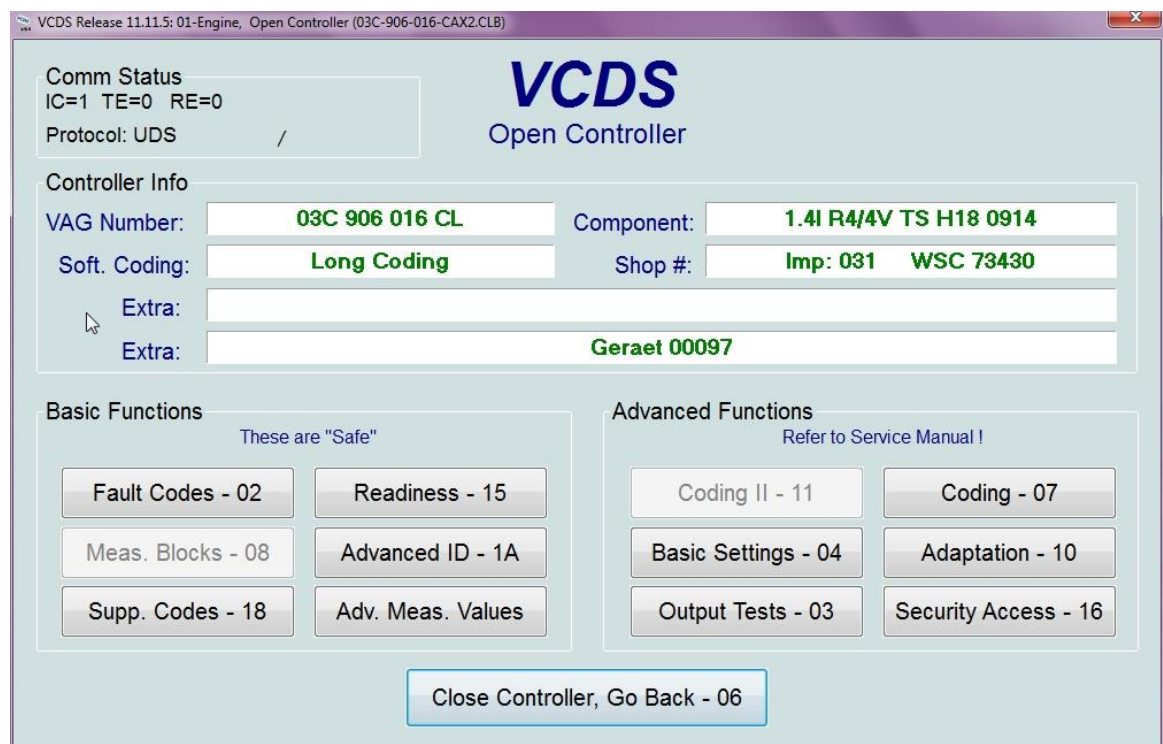 VCDS Release 11.11.5: 01-Engine, Open Controller (03C-906-016-CAX2.CLB)
Comm Status
IC=1 TE=0 RE=0
Protocol: UDS /
VCDS
Open Controller
Controller Info
VAG Number: 03C 906 016 CL Component: 1.4l R4/4V TS H18 0914
Soft. Coding: Long Coding Shop #: Imp: 031 WSC 73430
Extra:
Extra: Geraet 00097
Basic Functions
These are "Safe"
Fault Codes - 02 Readiness - 15
Meas. Blocks - 08 Advanced ID - 1A
Supp. Codes - 18 Adv. Meas. Values
Advanced Functions
Refer to Service Manual !
Coding II - 11 Coding - 07
Basic Settings - 04 Adaptation - 10
Output Tests - 03 Security Access - 16
Close Controller, Go Back - 06